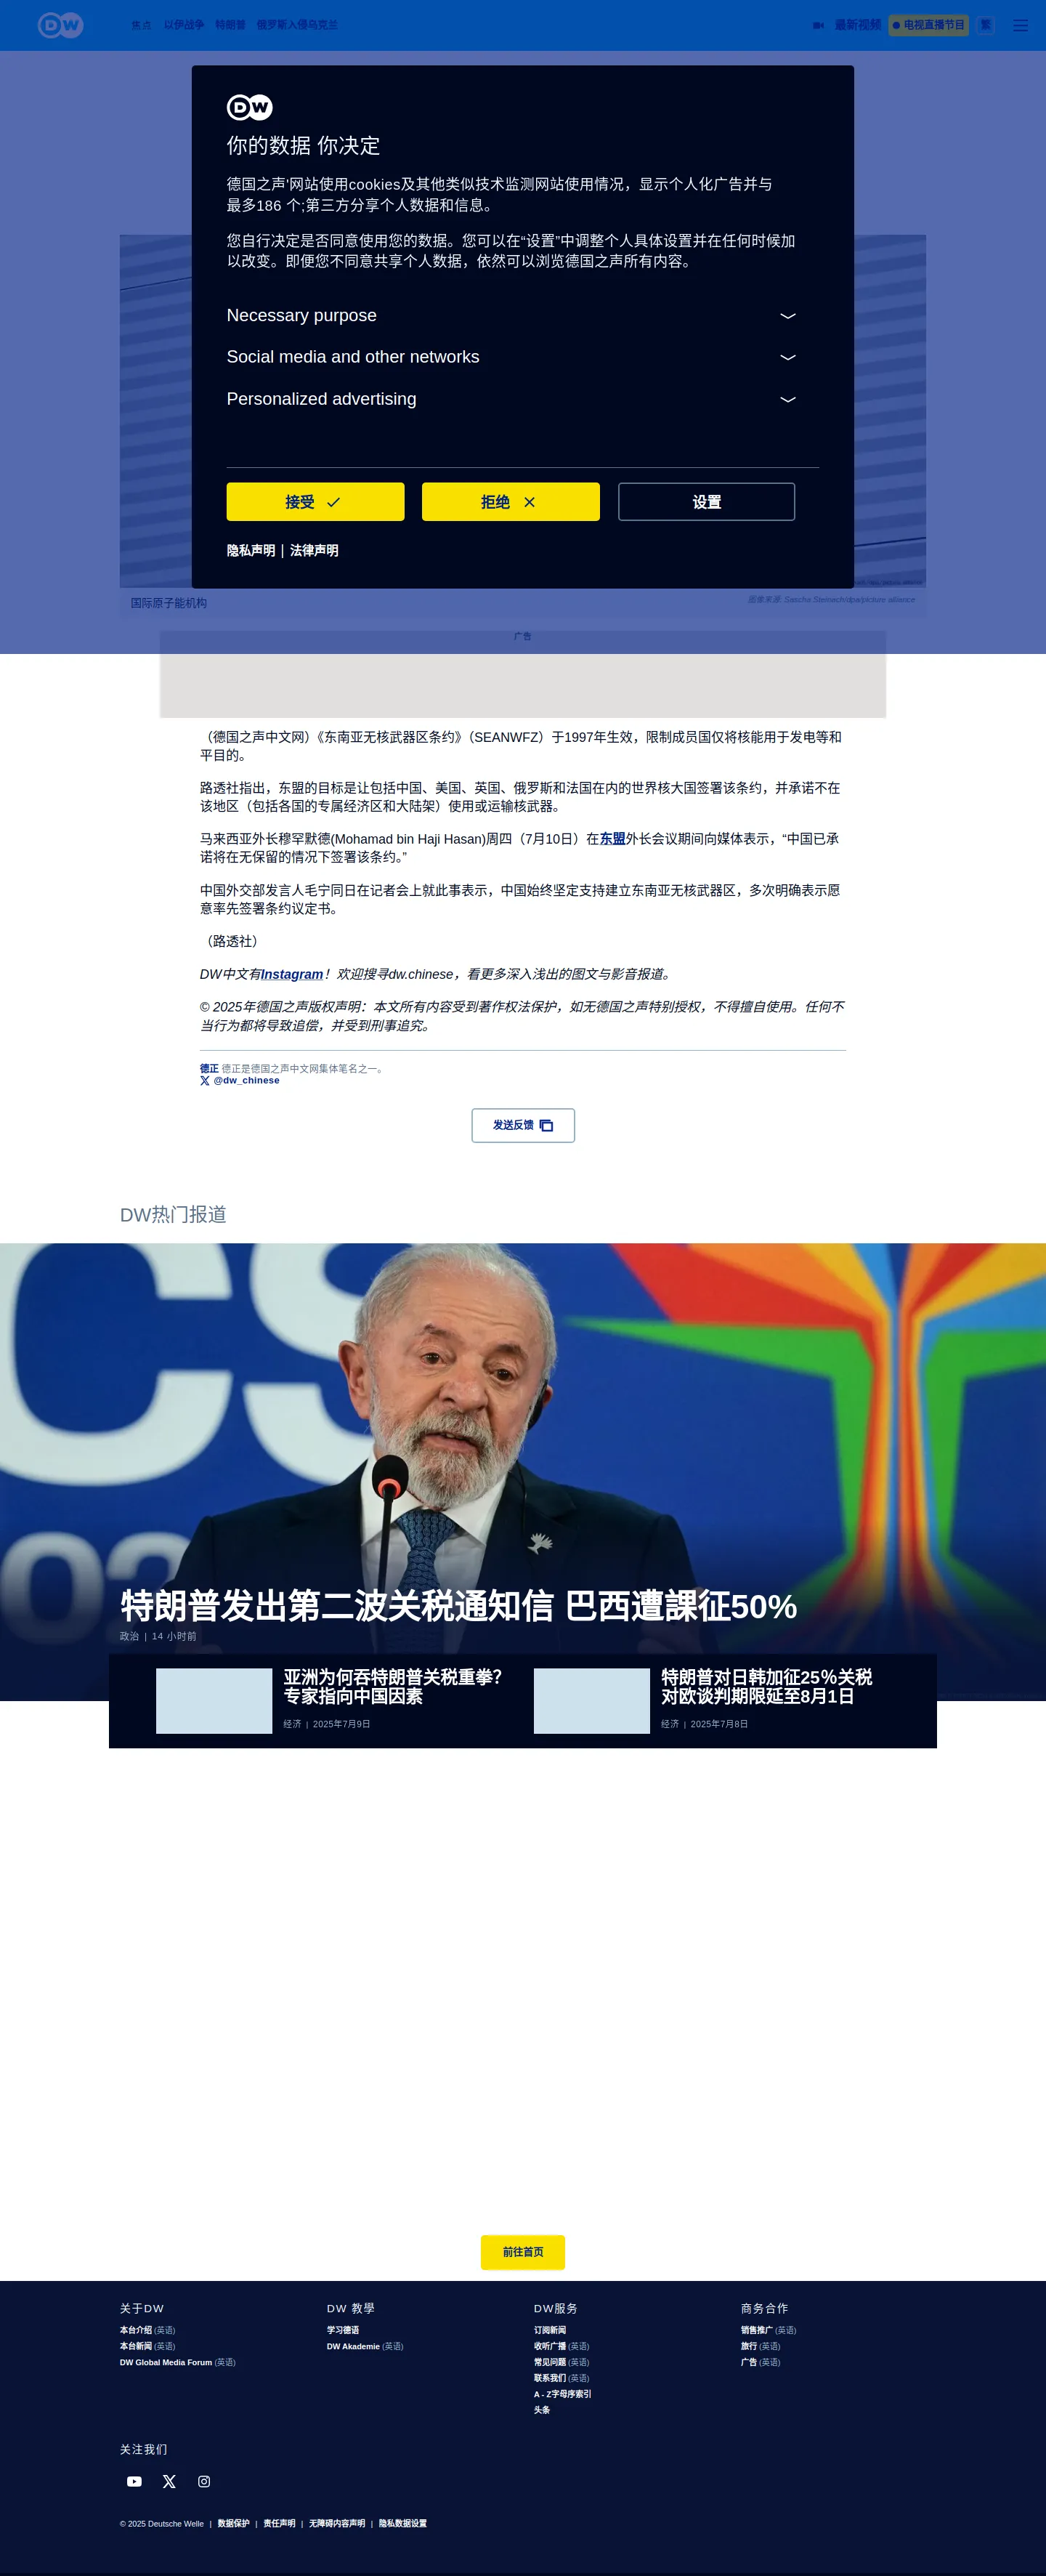 DW
焦点 以伊战争 特朗普 俄罗斯入侵乌克兰
最新视频 电视直播节目 繁
DW
你的数据 你决定
德国之声'网站使用cookies及其他类似技术监测网站使用情况，显示个人化广告并与
最多186 个;第三方分享个人数据和信息。
您自行决定是否同意使用您的数据。您可以在“设置”中调整个人具体设置并在任何时候加
以改变。即便您不同意共享个人数据，依然可以浏览德国之声所有内容。
Necessary purpose
Social media and other networks
Personalized advertising
接受 拒绝 设置
隐私声明 | 法律声明
国际原子能机构
图像来源: Sascha Steinach/dpa/picture alliance
广告
（德国之声中文网）《东南亚无核武器区条约》（SEANWFZ）于1997年生效，限制成员国仅将核能用于发电等和
平目的。
路透社指出，东盟的目标是让包括中国、美国、英国、俄罗斯和法国在内的世界核大国签署该条约，并承诺不在
该地区（包括各国的专属经济区和大陆架）使用或运输核武器。
马来西亚外长穆罕默德(Mohamad bin Haji Hasan)周四（7月10日）在东盟外长会议期间向媒体表示，“中国已承
诺将在无保留的情况下签署该条约。”
中国外交部发言人毛宁同日在记者会上就此事表示，中国始终坚定支持建立东南亚无核武器区，多次明确表示愿
意率先签署条约议定书。
（路透社）
DW中文有Instagram！欢迎搜寻dw.chinese，看更多深入浅出的图文与影音报道。
© 2025年德国之声版权声明：本文所有内容受到著作权法保护，如无德国之声特别授权，不得擅自使用。任何不
当行为都将导致追偿，并受到刑事追究。
德正 德正是德国之声中文网集体笔名之一。
@dw_chinese
发送反馈
DW热门报道
特朗普发出第二波关税通知信 巴西遭課征50%
政治 | 14 小时前
亚洲为何吞特朗普关税重拳？
专家指向中国因素
经济 | 2025年7月9日
特朗普对日韩加征25％关税
对欧谈判期限延至8月1日
经济 | 2025年7月8日
前往首页
关于DW
本台介绍 (英语)
本台新闻 (英语)
DW Global Media Forum (英语)
DW 教學
学习德语
DW Akademie (英语)
DW服务
订阅新闻
收听广播 (英语)
常见问题 (英语)
联系我们 (英语)
A - Z字母序索引
头条
商务合作
销售推广 (英语)
旅行 (英语)
广告 (英语)
关注我们
© 2025 Deutsche Welle | 数据保护 | 责任声明 | 无障碍内容声明 | 隐私数据设置